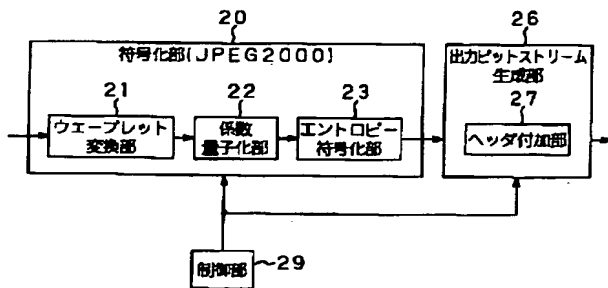 20
符号化部(JPEG2000)
21
ウェーブレット
変換部
22
係数
量子化部
23
エントロピー
符号化部
26
出力ビットストリーム
生成部
27
ヘッダ付加部
制御部
29